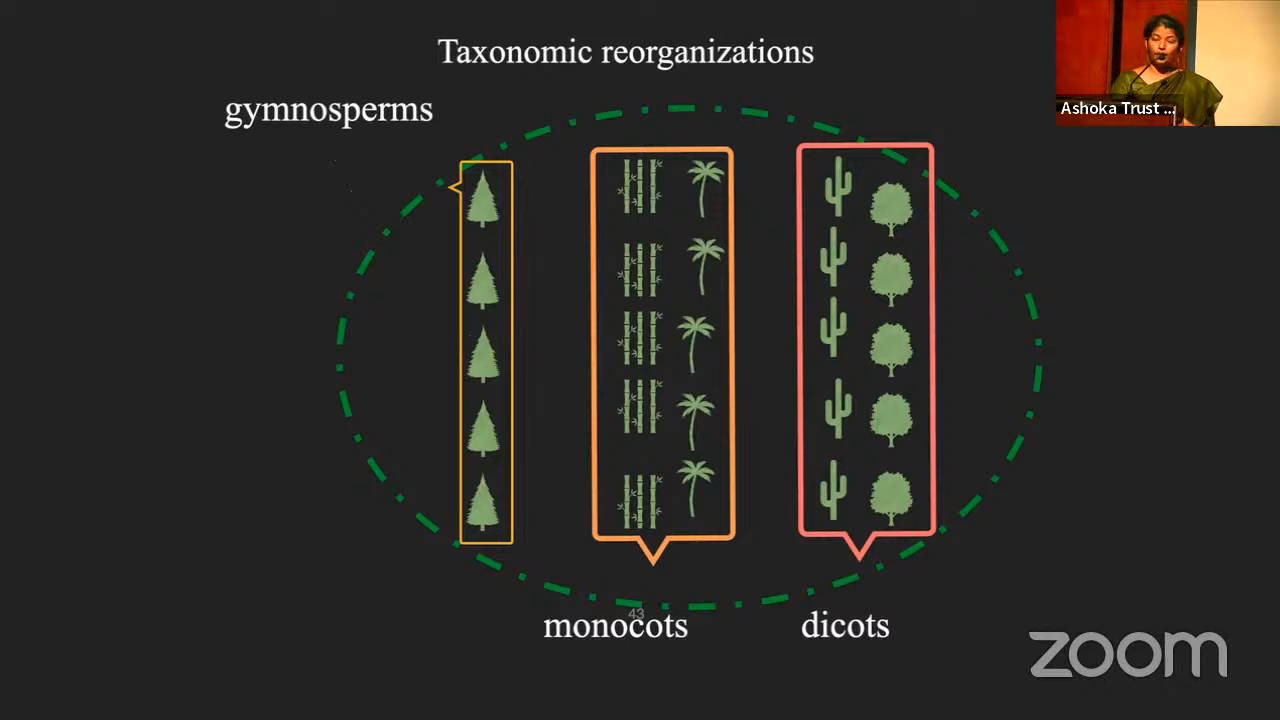 Taxonomic reorganizations
gymnosperms
Ashoka Trust ...
43
monocots
dicots
zoom